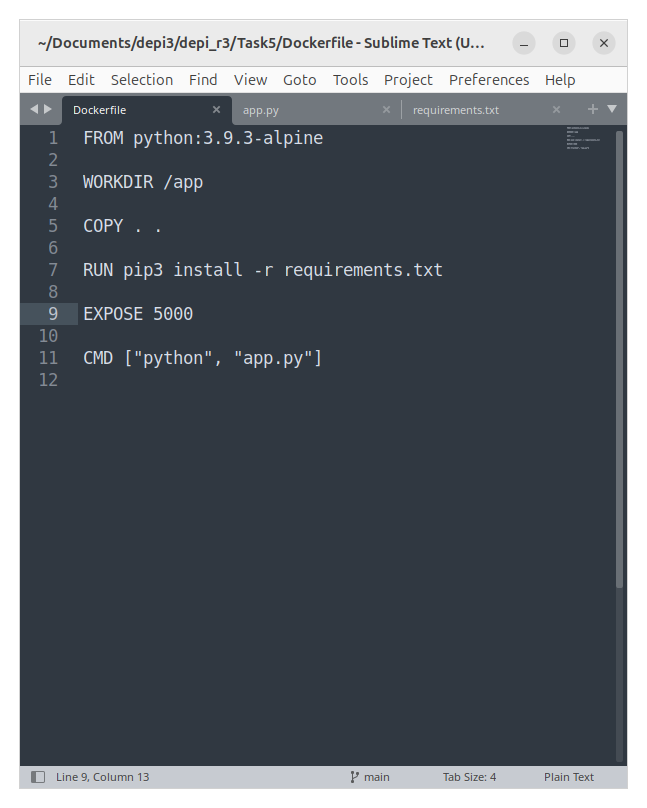 ~/Documents/depi3/depi_r3/Task5/Dockerfile - Sublime Text (U...
File Edit Selection Find View Goto Tools Project Preferences Help
Dockerfile app.py requirements.txt
1 FROM python:3.9.3-alpine
2
3 WORKDIR /app
4
5 COPY . .
6
7 RUN pip3 install -r requirements.txt
8
9 EXPOSE 5000
10
11 CMD ["python", "app.py"]
12
Line 9, Column 13 main Tab Size: 4 Plain Text